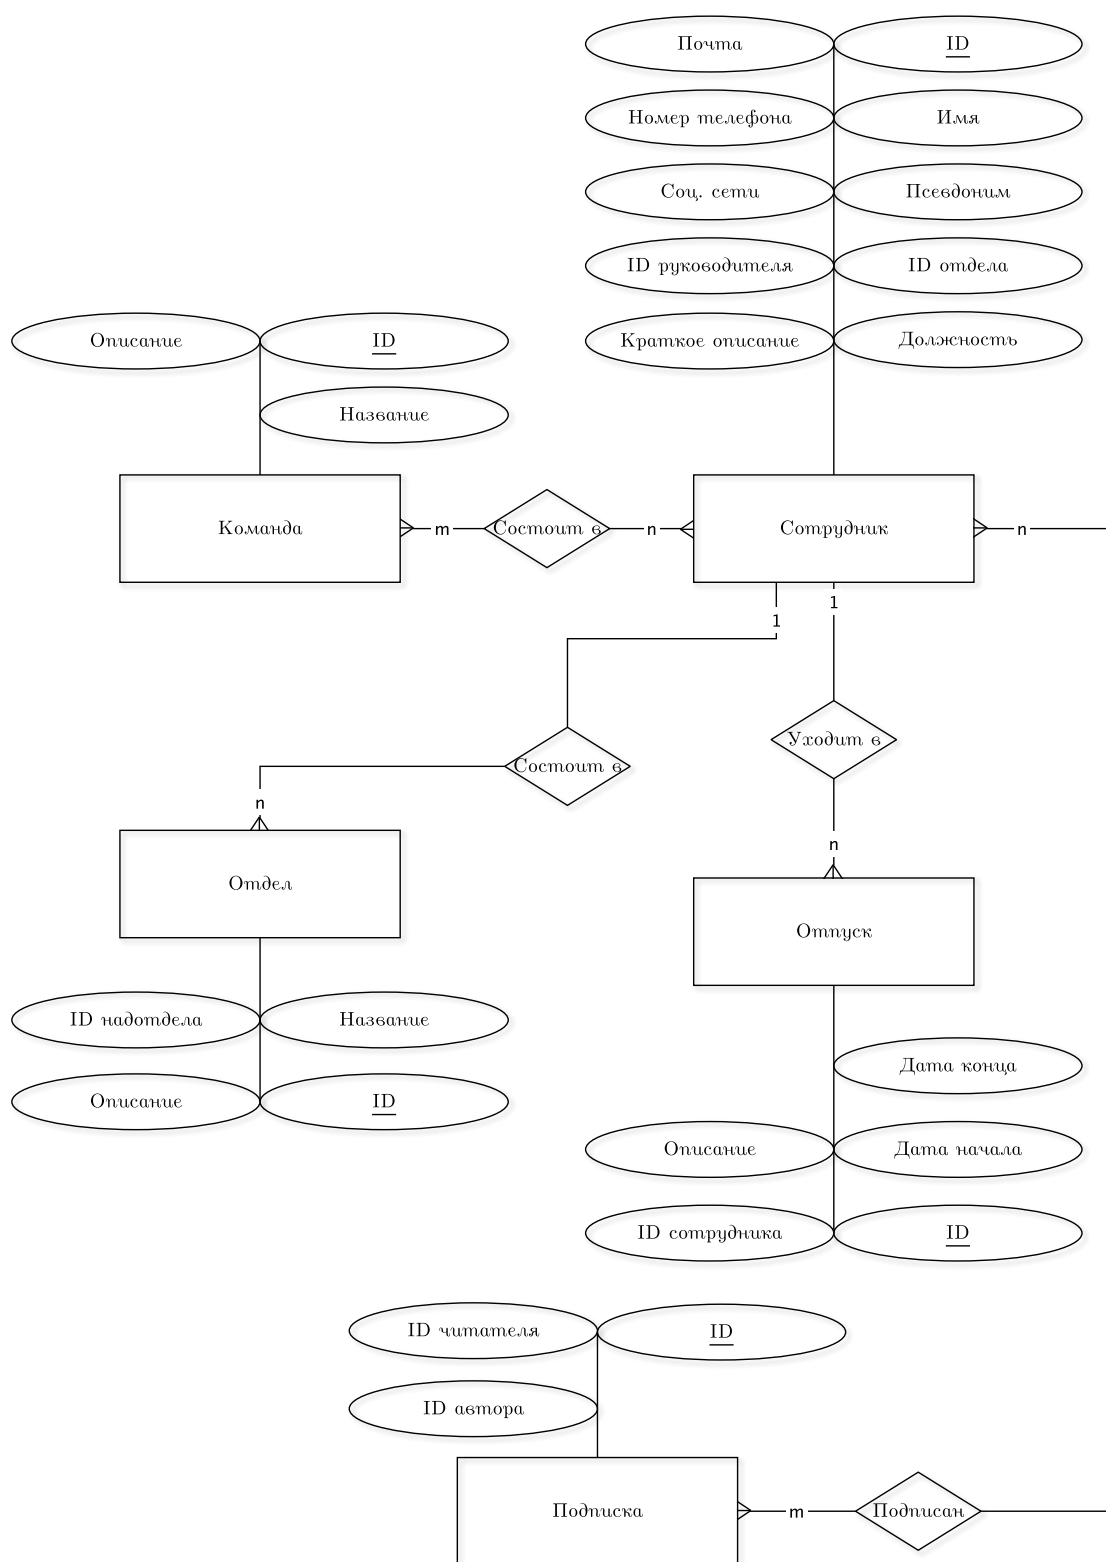 Почта
ID
Номер телефона
Имя
Соц. сети
Псевдоним
ID руководителя
ID отдела
Краткое описание
Должность
Описание
ID
Название
Команда
m
Состоит в
n
Сотрудник
n
1
1
Состоит в
Уходит в
n
n
Отдел
Отпуск
ID надотдела
Название
Описание
ID
Дата конца
Описание
Дата начала
ID сотрудника
ID
ID читателя
ID
ID автора
Подписка
m
Подписан